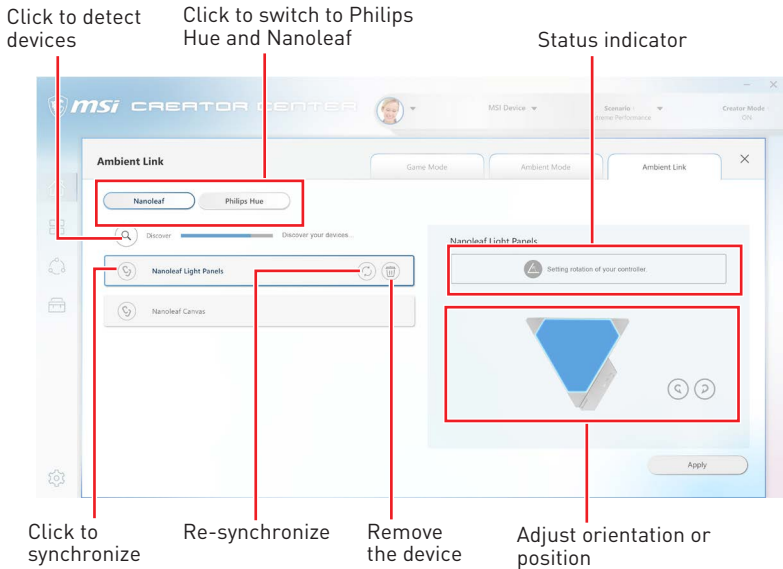 Click to detect
devices
Click to switch to Philips
Hue and Nanoleaf
Status indicator
msi CREATOR CENTER
MSI Device
Scenario :
Extreme Performance
Creator Mode
ON
Ambient Link
Game Mode
Ambient Mode
Ambient Link
Nanoleaf
Philips Hue
Discover
Discover your devices...
Nanoleaf Light Panels
Setting rotation of your controller.
Nanoleaf Light Panels
Nanoleaf Canvas
Apply
Click to
synchronize
Re-synchronize
Remove
the device
Adjust orientation or
position